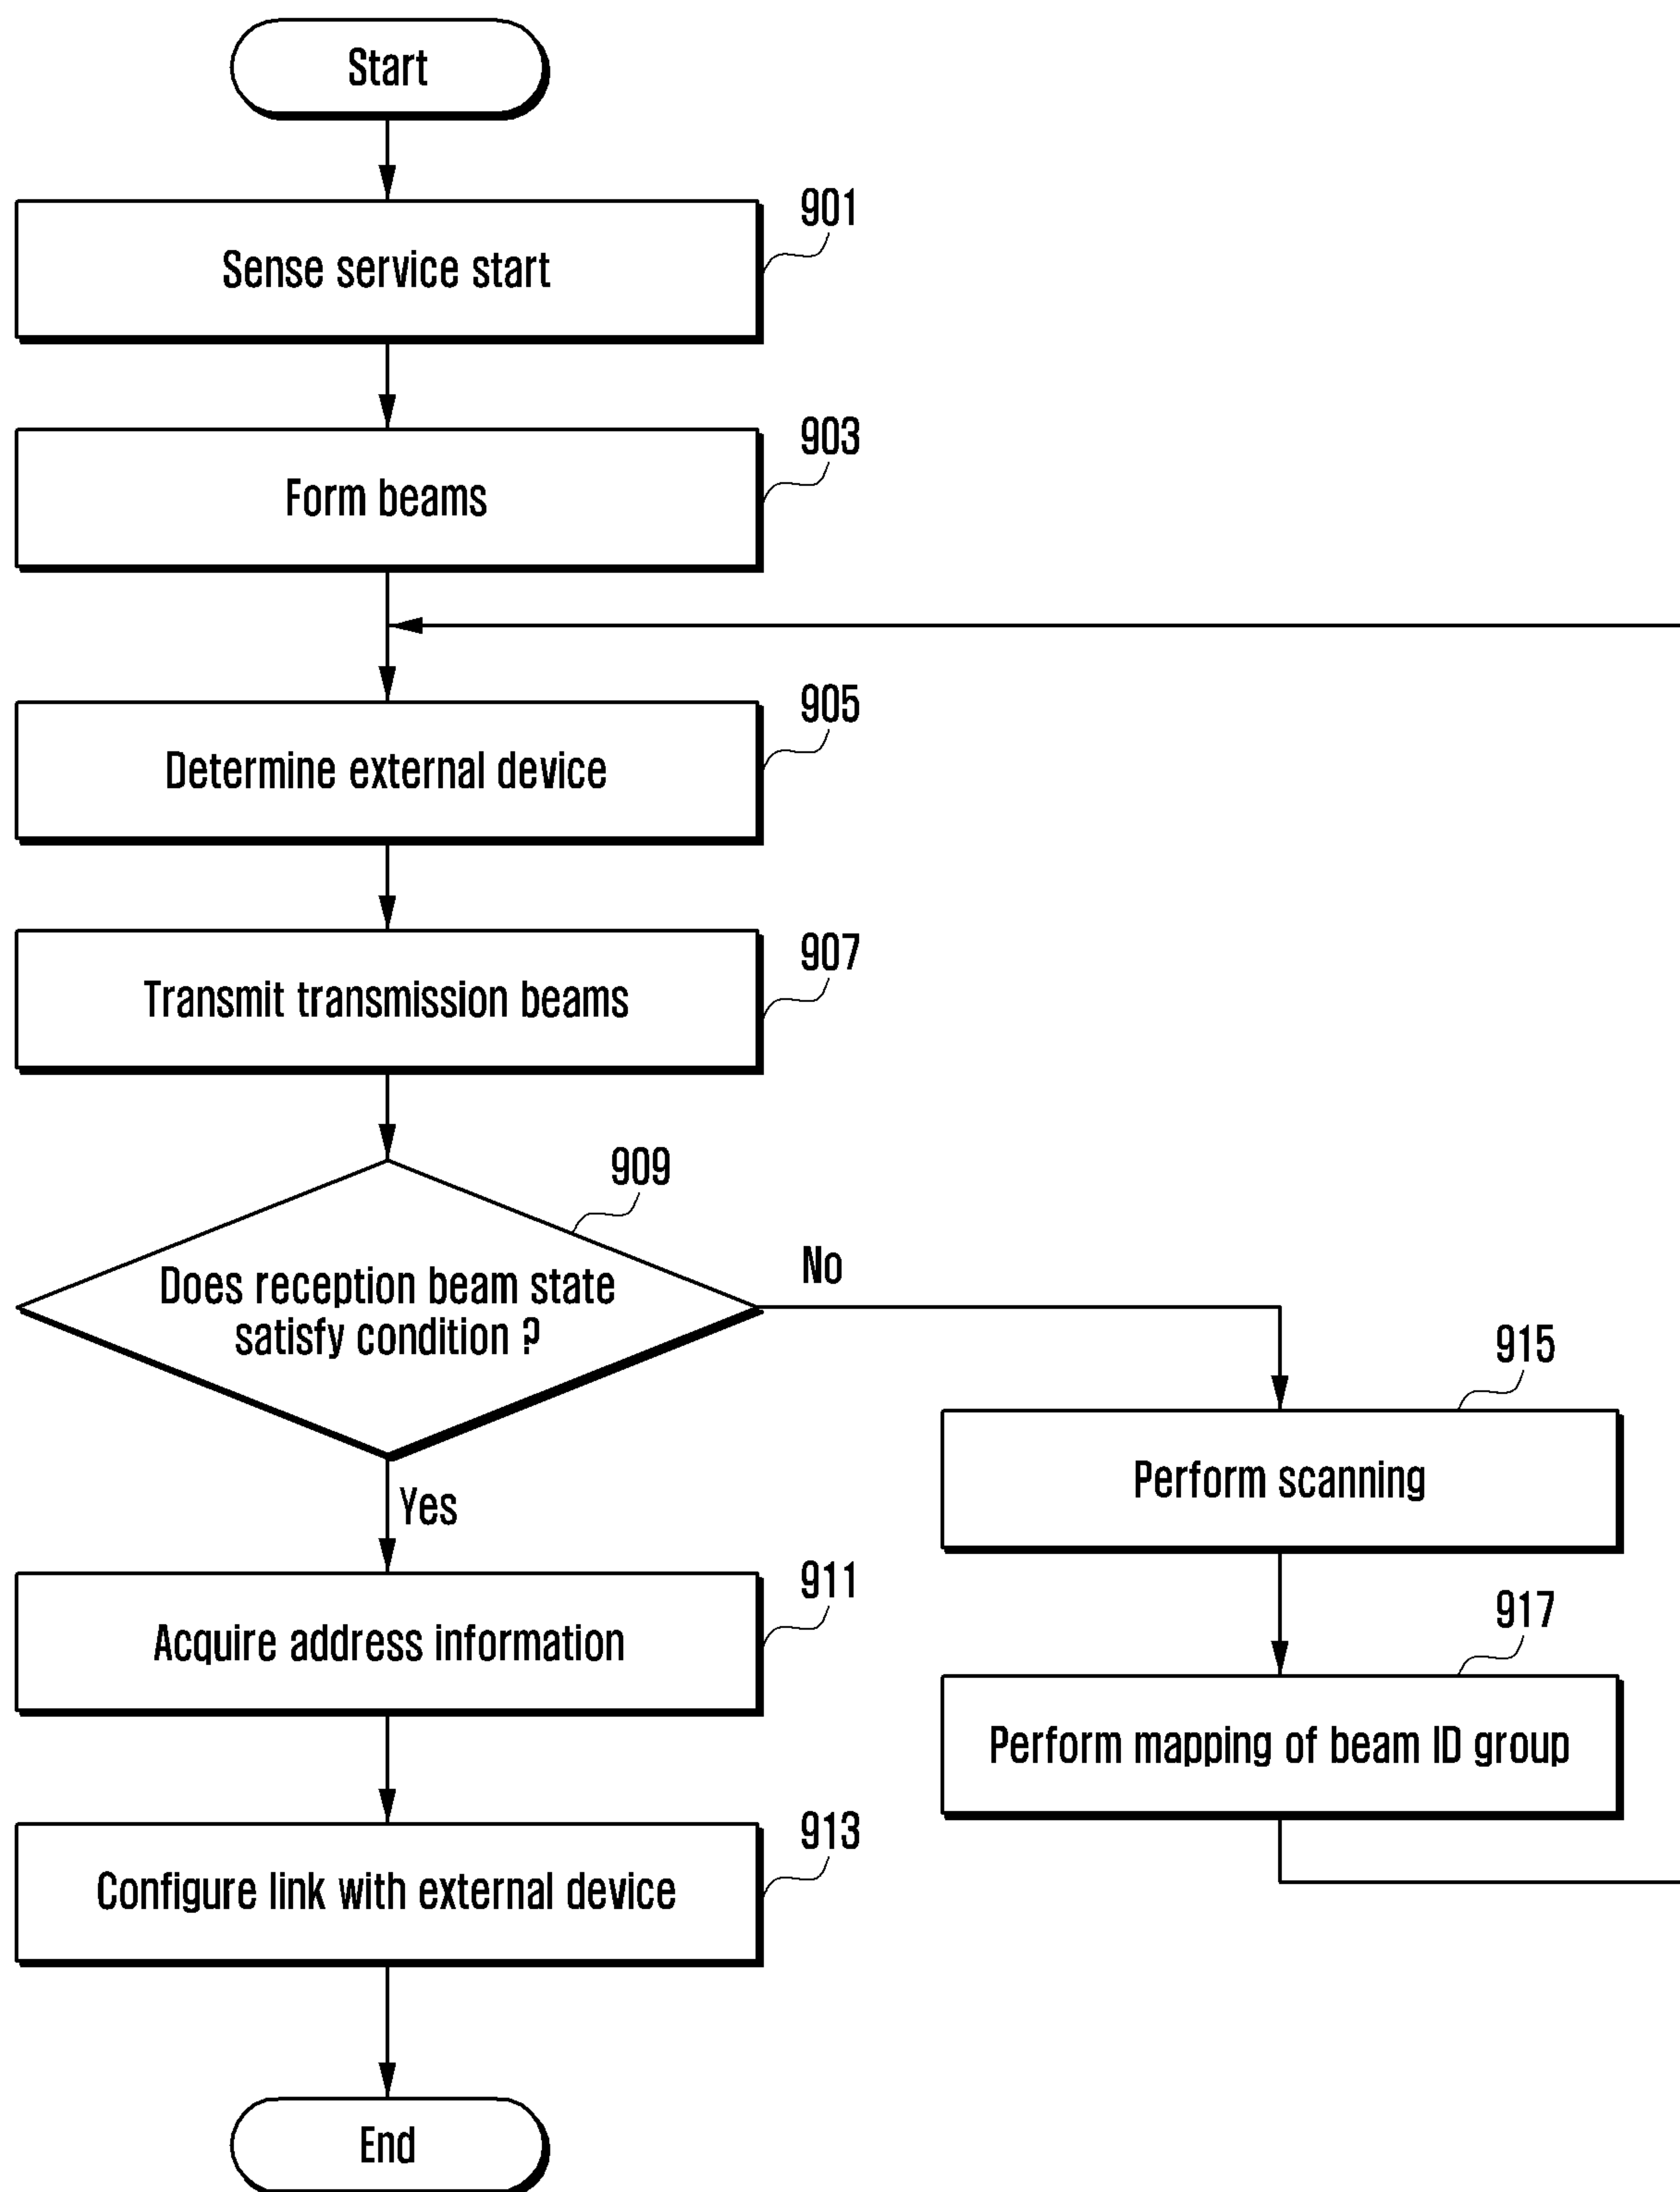 Start
901
Sense service start
903
Form beams
905
Determine external device
907
Transmit transmission beams
909
Does reception beam state
satisfy condition ?
No
Yes
915
Perform scanning
911
Acquire address information
917
Perform mapping of beam ID group
913
Configure link with external device
End